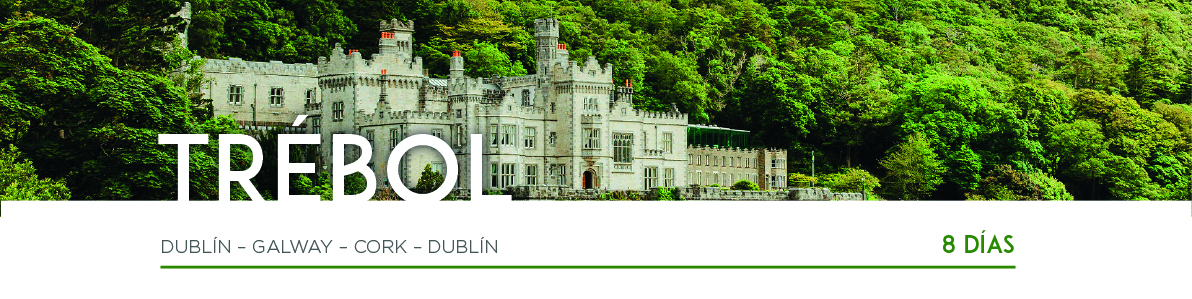 TRÉBOL
DUBLÍN – GALWAY – CORK – DUBLÍN
8 DÍAS